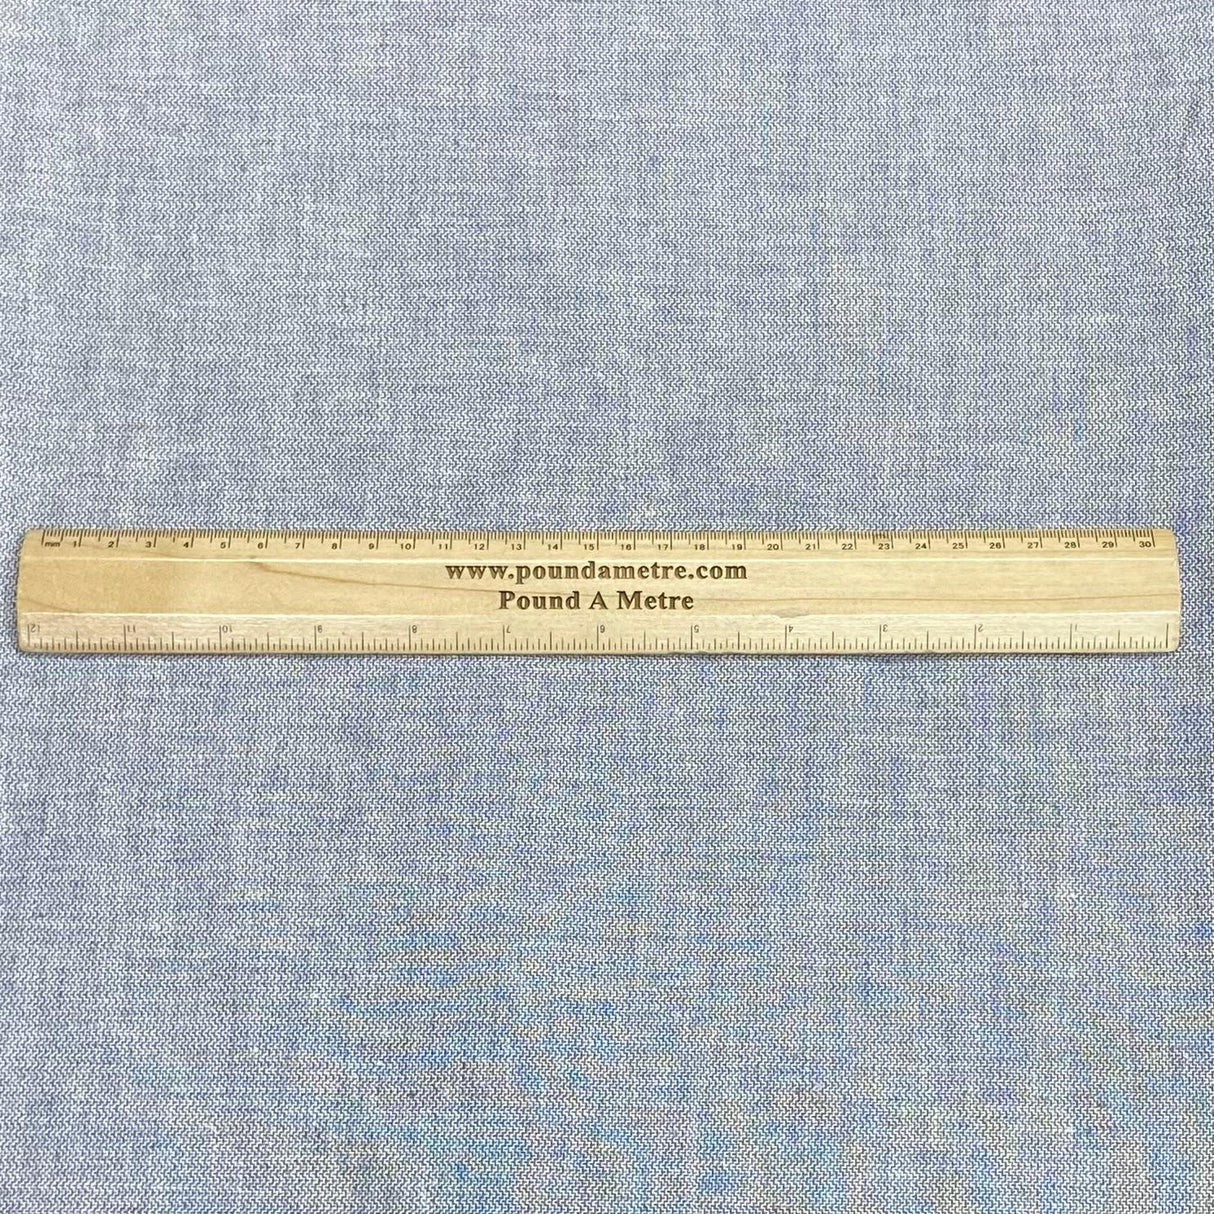 mm 1 2 3 4 5 6 7 8 9 10 11 12 13 14 15 16 17 18 19 20 21 22 23 24 25 26 27 28 29 30
www.poundametre.com
Pound A Metre
12 11 10 9 8 7 6 5 4 3 2 1